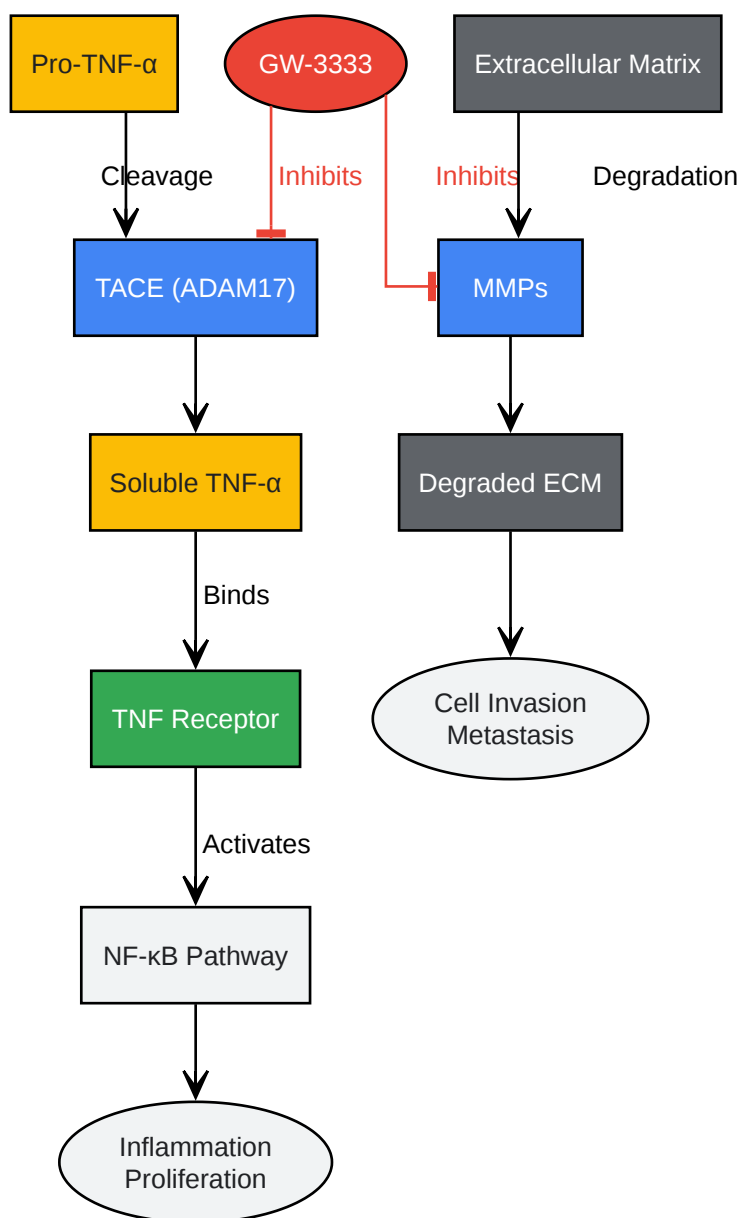 Pro-TNF-α
GW-3333
Extracellular Matrix
Cleavage
Inhibits
Inhibits
Degradation
TACE (ADAM17)
MMPs
Soluble TNF-α
Degraded ECM
Binds
TNF Receptor
Cell Invasion
Metastasis
Activates
NF-κB Pathway
Inflammation
Proliferation